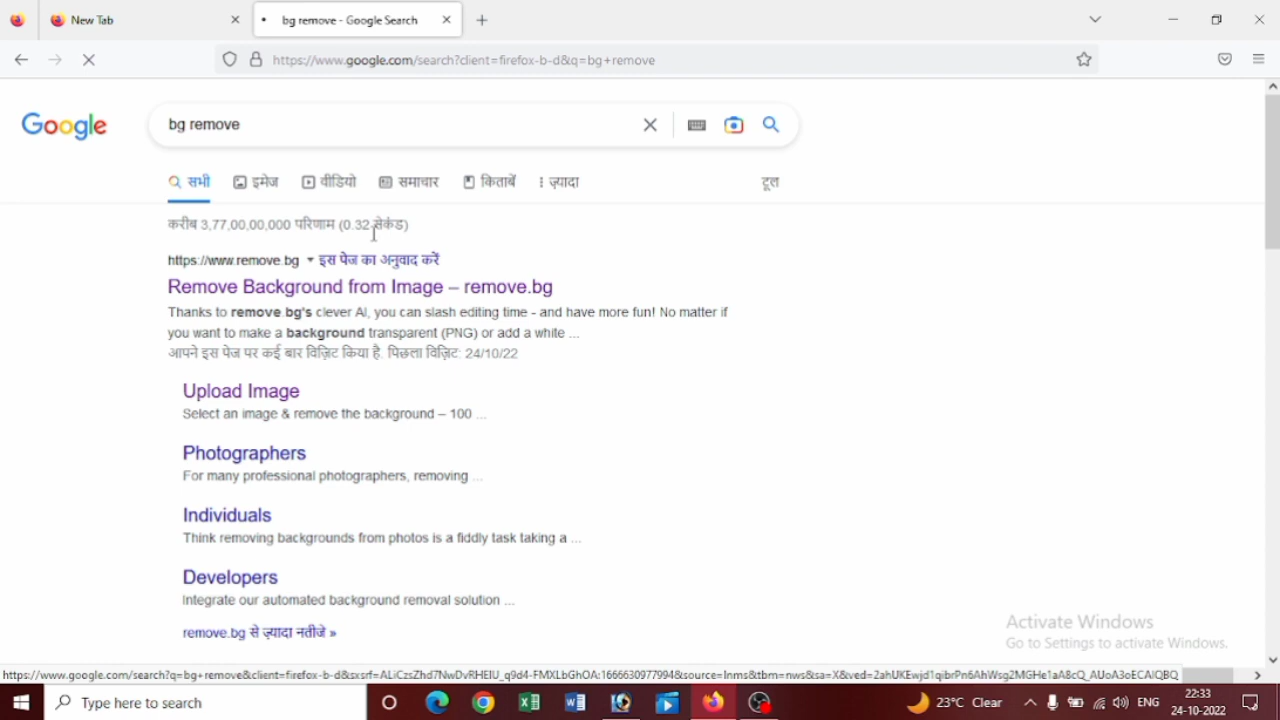 New Tab
bg remove - Google Search
https://www.google.com/search?client=firefox-b-d&q=bg+remove
Google
bg remove
सभी इमेज वीडियो समाचार किताबें ज़्यादा टूल
करीब 3,77,00,00,000 परिणाम (0.32 सेकंड)
https://www.remove.bg इस पेज का अनुवाद करें
Remove Background from Image – remove.bg
Thanks to remove.bg's clever AI, you can slash editing time - and have more fun! No matter if
you want to make a background transparent (PNG) or add a white ...
आपने इस पेज पर कई बार विज़िट किया है. पिछला विज़िट: 24/10/22
Upload Image
Select an image & remove the background – 100 ...
Photographers
For many professional photographers, removing ...
Individuals
Think removing backgrounds from photos is a fiddly task taking a ...
Developers
Integrate our automated background removal solution ...
remove.bg से ज़्यादा नतीजे »
Activate Windows
Go to Settings to activate Windows.
Type here to search
23°C Clear
ENG
22:33
24-10-2022